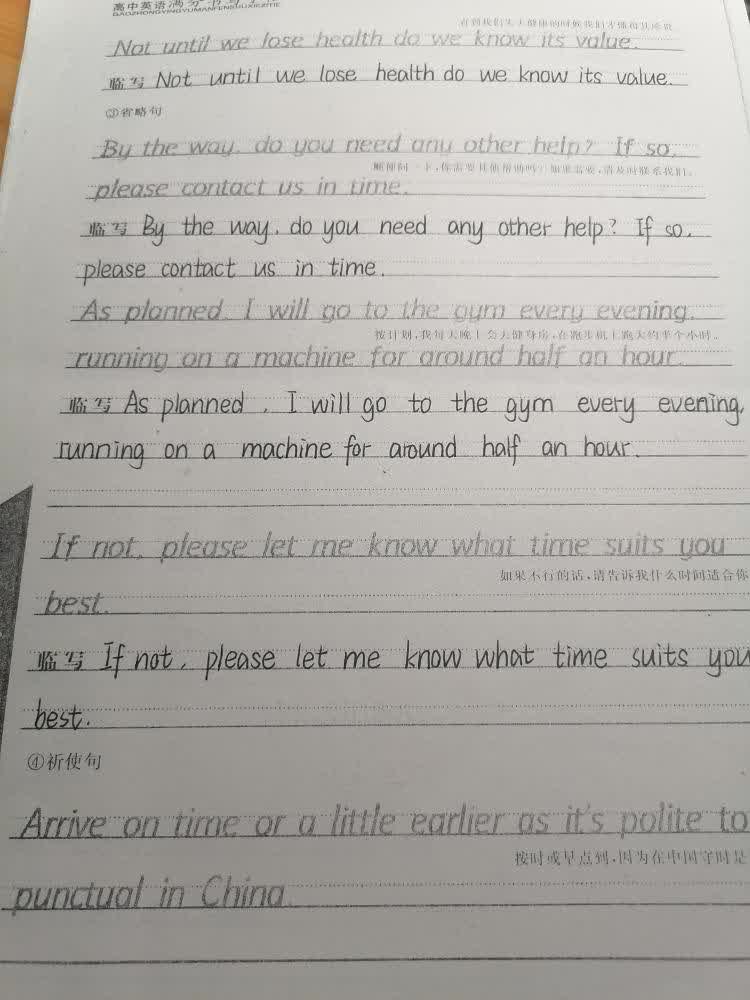 高中英语满分书写
GAOZHONGYINGYUMANFENSHUXIEZITIE
直到我们失去健康的时候我们才懂得其所值
Not until we lose health do we know its value.
临写 Not until we lose health do we know its value.
③省略句
By the way, do you need any other help? If so,
顺便问一下,你需要其他帮助吗?如果需要,请及时联系我们。
please contact us in time.
临写 By the way, do you need any other help? If so,
please contact us in time.
As planned, I will go to the gym every evening,
按计划,我每天晚上会去健身房,在跑步机上跑大约半个小时。
running on a machine for around half an hour.
临写 As planned, I will go to the gym every evening,
running on a machine for around half an hour.
If not, please let me know what time suits you
如果不行的话,请告诉我什么时间适合你
best.
临写 If not, please let me know what time suits you
best.
④祈使句
Arrive on time or a little earlier as it's polite to
按时或早点到,因为在中国守时是
punctual in China.